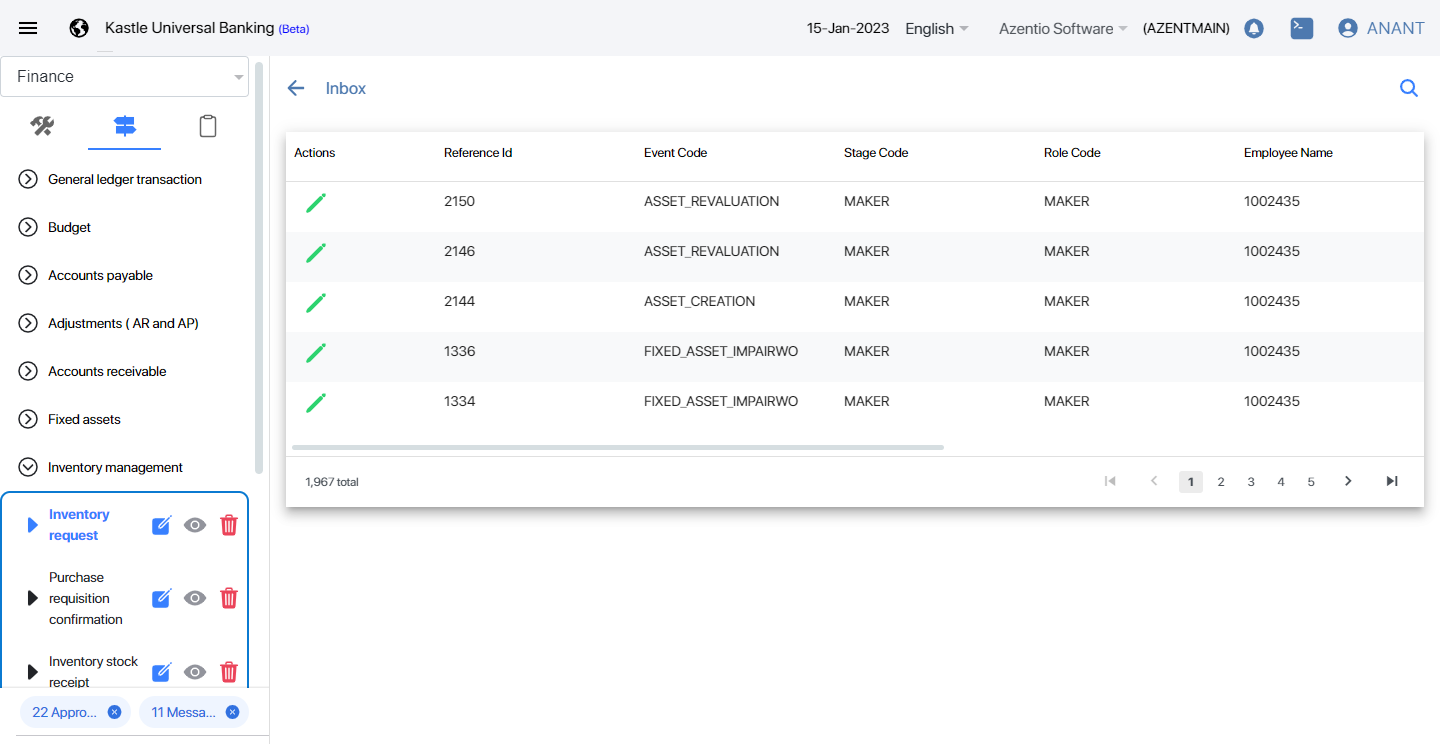 Kastle Universal Banking (Beta)
15-Jan-2023
English
Azentio Software
(AZENTMAIN)
ANANT
Finance
General ledger transaction
Budget
Accounts payable
Adjustments ( AR and AP)
Accounts receivable
Fixed assets
Inventory management
Inventory
request
Purchase
requisition
confirmation
Inventory stock
receipt
22 Appro...
11 Messa...
Inbox
Actions Reference Id Event Code Stage Code Role Code Employee Name
2150 ASSET_REVALUATION MAKER MAKER 1002435
2146 ASSET_REVALUATION MAKER MAKER 1002435
2144 ASSET_CREATION MAKER MAKER 1002435
1336 FIXED_ASSET_IMPAIRWO MAKER MAKER 1002435
1334 FIXED_ASSET_IMPAIRWO MAKER MAKER 1002435
1,967 total
1 2 3 4 5